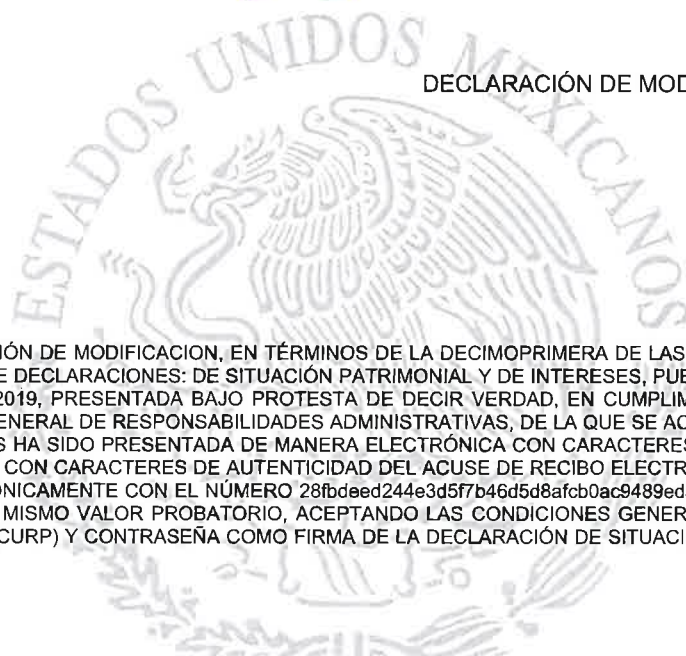 ESTADOS UNIDOS MEXICANOS
DECLARACIÓN DE MOD
IÓN DE MODIFICACION, EN TÉRMINOS DE LA DECIMOPRIMERA DE LAS
E DECLARACIONES: DE SITUACIÓN PATRIMONIAL Y DE INTERESES, PUE
2019, PRESENTADA BAJO PROTESTA DE DECIR VERDAD, EN CUMPLIM
ENERAL DE RESPONSABILIDADES ADMINISTRATIVAS, DE LA QUE SE AC
S HA SIDO PRESENTADA DE MANERA ELECTRÓNICA CON CARACTERES
CON CARACTERES DE AUTENTICIDAD DEL ACUSE DE RECIBO ELECTR
ÓNICAMENTE CON EL NÚMERO 28fbdeed244e3d5f7b46d5d8afcb0ac9489ed
MISMO VALOR PROBATORIO, ACEPTANDO LAS CONDICIONES GENER
CURP) Y CONTRASEÑA COMO FIRMA DE LA DECLARACIÓN DE SITUACI